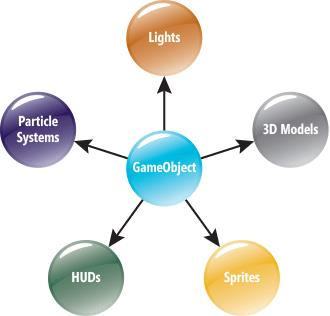 Lights
Particle
Systems
3D Models
GameObject
HUDs
Sprites